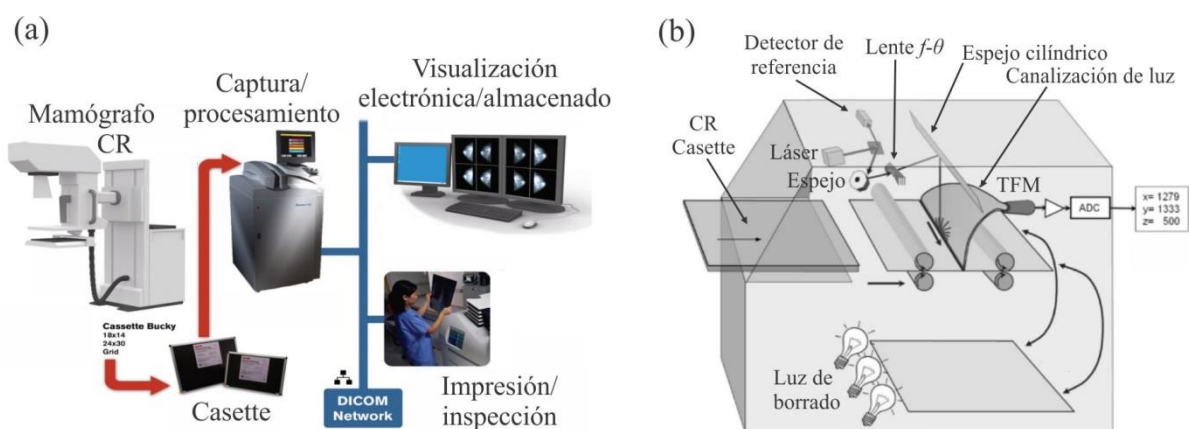 (a)
Mamógrafo
CR
Captura/
procesamiento
Visualización
electrónica/almacenado
Cassette Bucky
18x14
24x30
Grid
Casette
DICOM
Network
Impresión/
inspección
(b)
Detector de
referencia
Lente f-θ
Espejo cilíndrico
Canalización de luz
CR
Casette
Láser
Espejo
TFM
ADC
x= 1279
y= 1333
z= 500
Luz de
borrado